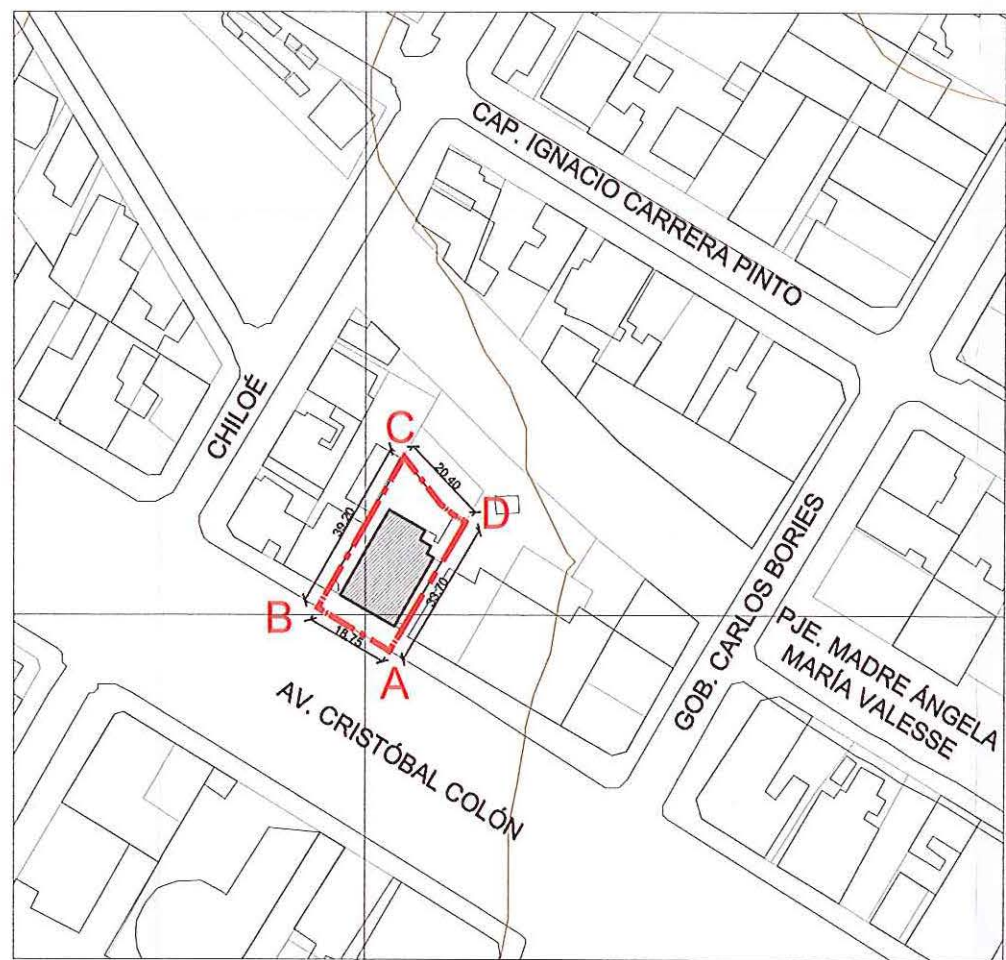 CAP. IGNACIO CARRERA PINTO
CHILOÉ
C
20.40
D
39.20
33.70
B
18.75
A
AV. CRISTÓBAL COLÓN
GOB. CARLOS BORIES
PJE. MADRE ÁNGELA
MARÍA VALESSE